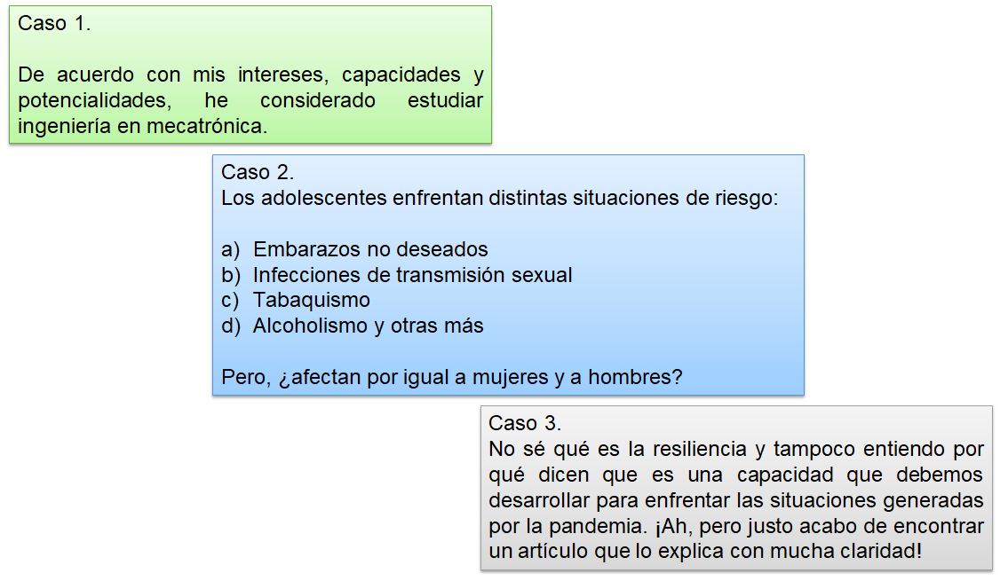 Caso 1.
De acuerdo con mis intereses, capacidades y
potencialidades, he considerado estudiar
ingeniería en mecatrónica.
Caso 2.
Los adolescentes enfrentan distintas situaciones de riesgo:
a) Embarazos no deseados
b) Infecciones de transmisión sexual
c) Tabaquismo
d) Alcoholismo y otras más
Pero, ¿afectan por igual a mujeres y a hombres?
Caso 3.
No sé qué es la resiliencia y tampoco entiendo por
qué dicen que es una capacidad que debemos
desarrollar para enfrentar las situaciones generadas
por la pandemia. ¡Ah, pero justo acabo de encontrar
un artículo que lo explica con mucha claridad!